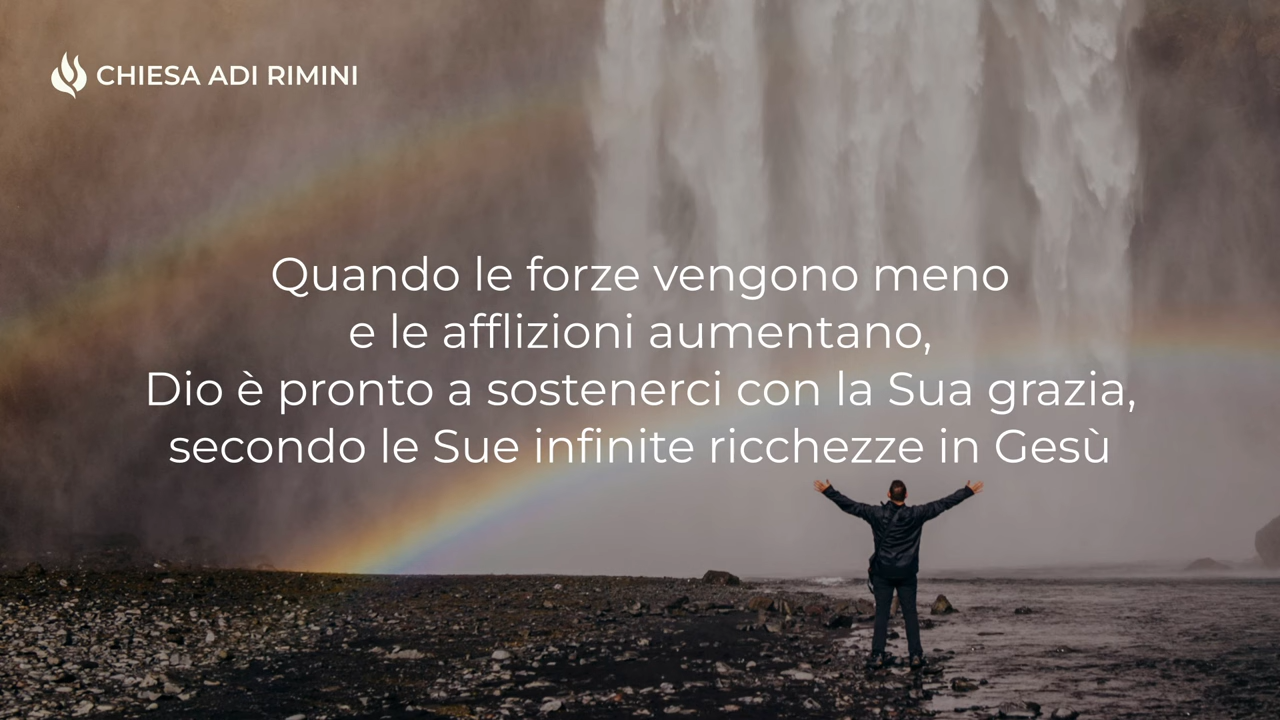 CHIESA ADI RIMINI
Quando le forze vengono meno
e le afflizioni aumentano,
Dio è pronto a sostenerci con la Sua grazia,
secondo le Sue infinite ricchezze in Gesù